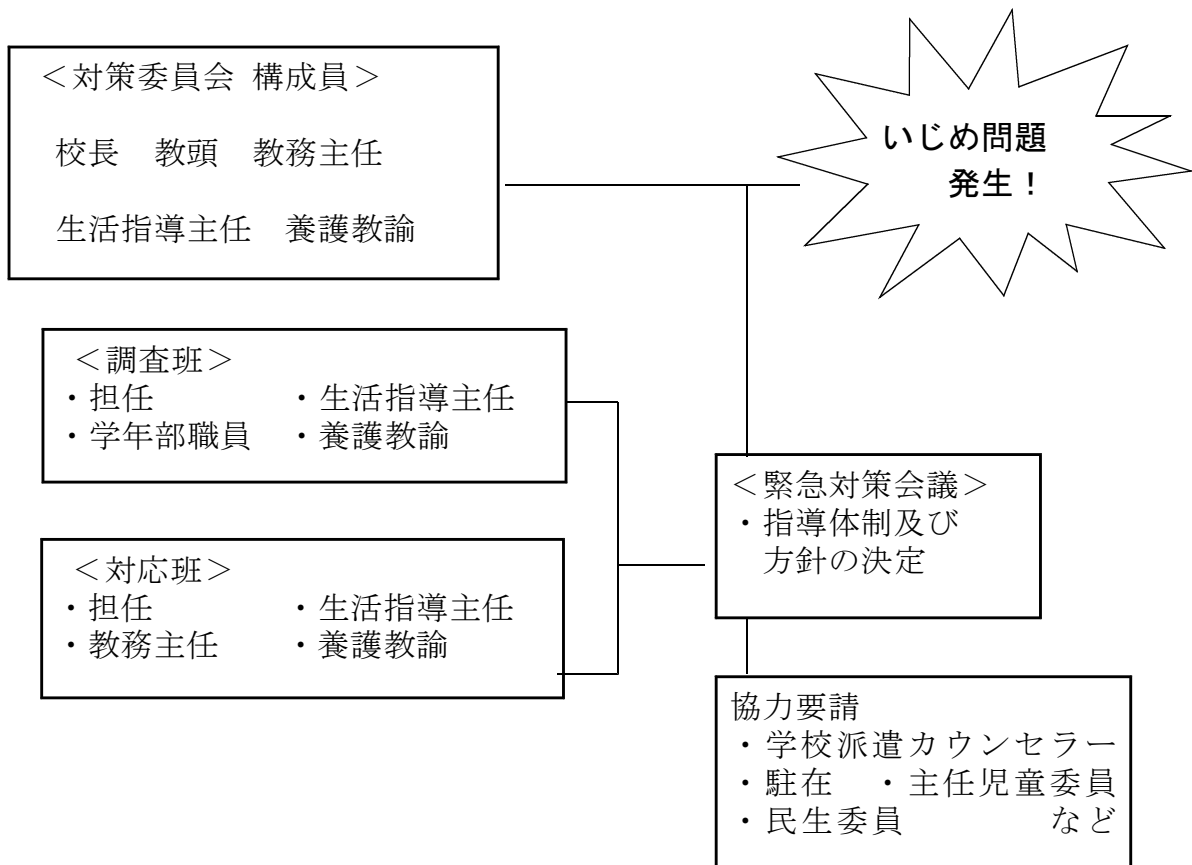 ＜対策委員会 構成員＞
校長　教頭　教務主任
生活指導主任　養護教諭
いじめ問題
発生！
＜調査班＞
・担任　　　・生活指導主任
・学年部職員　・養護教諭
＜対応班＞
・担任　　　・生活指導主任
・教務主任　　・養護教諭
＜緊急対策会議＞
・指導体制及び
方針の決定
協力要請
・学校派遣カウンセラー
・駐在　・主任児童委員
・民生委員　　　　など